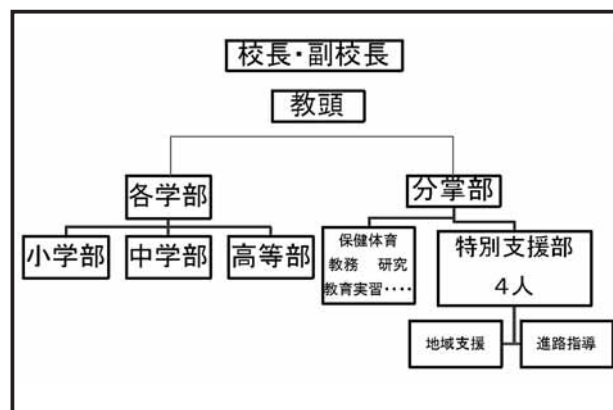 校長・副校長
教頭
各学部
分掌部
小学部
中学部
高等部
保健体育
教務 研究
教育実習‥‥
特別支援部
4人
地域支援
進路指導